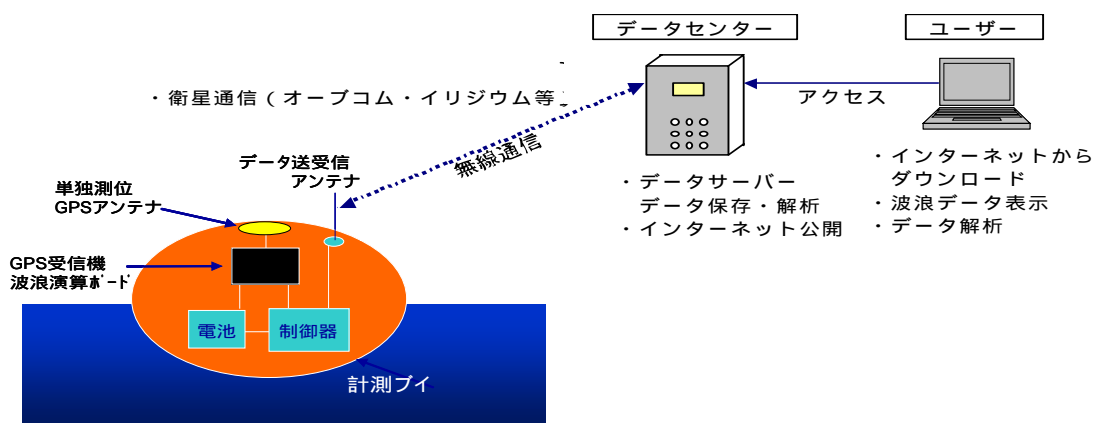 データセンター
ユーザー
・衛星通信（オーブコム・イリジウム等
アクセス
無線通信
データ送受信
アンテナ
単独測位
GPSアンテナ
GPS受信機
波浪演算ボード
電池
制御器
計測ブイ
・データサーバー
データ保存・解析
・インターネット公開
・インターネットから
ダウンロード
・波浪データ表示
・データ解析